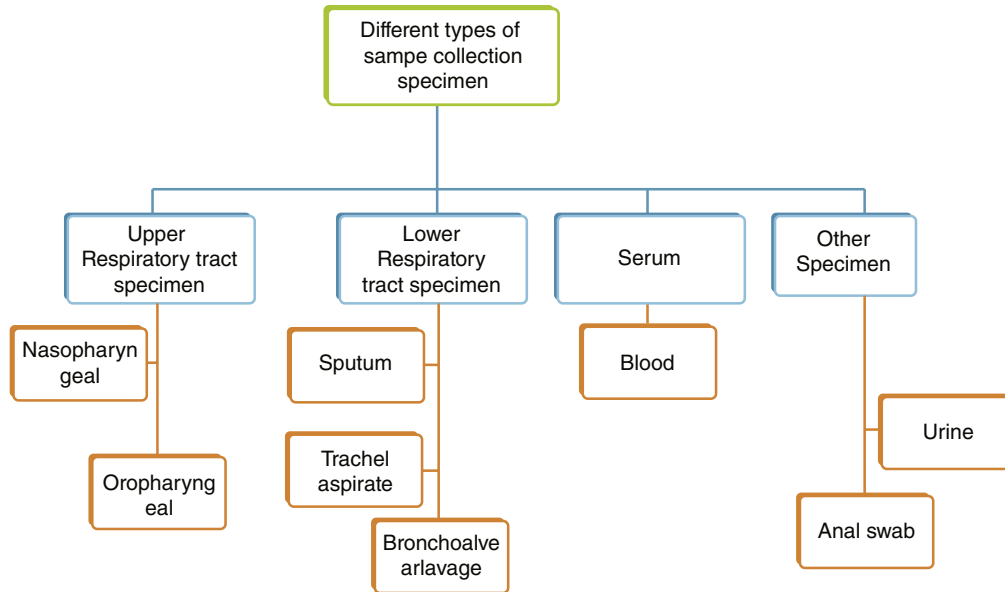 Different types of
sampe collection
specimen
Upper
Respiratory tract
specimen
Lower
Respiratory
tract specimen
Serum
Other
Specimen
Nasopharyn
geal
Oropharyng
eal
Sputum
Trachel
aspirate
Bronchoalve
arlavage
Blood
Urine
Anal swab